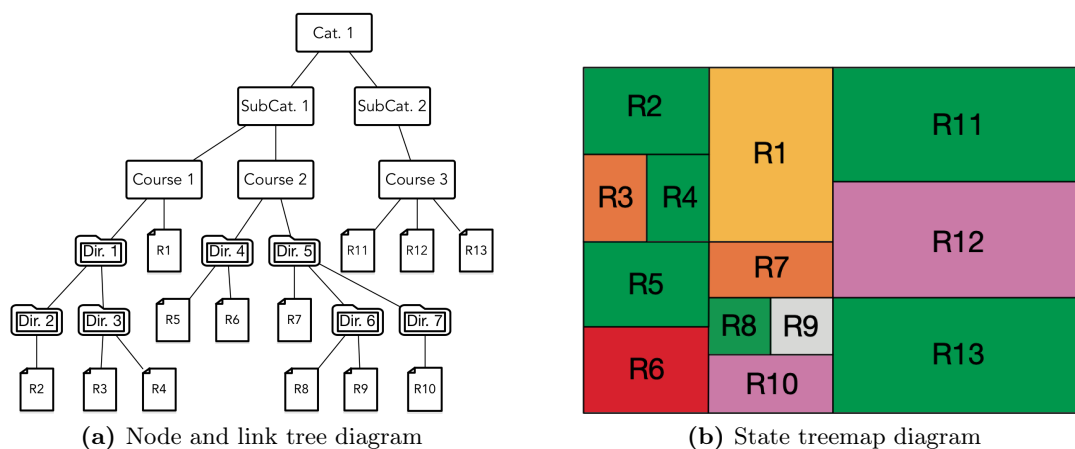 Cat. 1
SubCat. 1 SubCat. 2
Course 1 Course 2 Course 3
Dir. 1 R1 Dir. 4 Dir. 5 R11 R12 R13
Dir. 2 Dir. 3 R5 R6 R7 Dir. 6 Dir. 7
R2 R3 R4 R8 R9 R10
(a) Node and link tree diagram
R2 R1 R11
R3 R4
R12
R5 R7
R8 R9
R6 R10 R13
(b) State treemap diagram